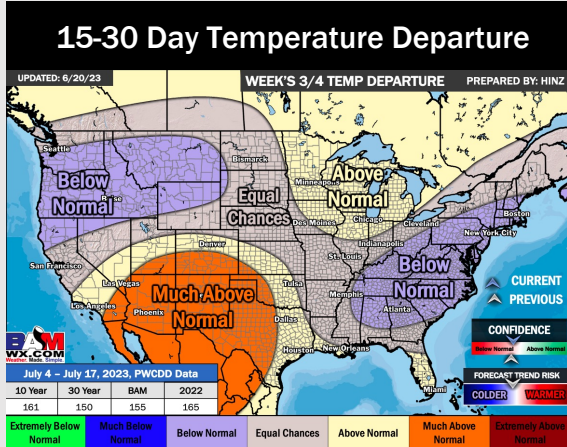 15-30 Day Temperature Departure
UPDATED: 6/20/23
WEEK'S 3/4 TEMP DEPARTURE
PREPARED BY: HINZ
Seattle
Bismarck
Below
Normal
Minneapolis
Above
Normal
Equal
Chances
Des Moines
Chicago
Cleveland
Boston
New York City
Indianapolis
Denver
St. Louis
Below
Normal
San Francisco
Las Vegas
Los Angeles
Phoenix
Much Above
Normal
Tulsa
Memphis
Atlanta
Dallas
Houston
New Orleans
Miami
CURRENT
PREVIOUS
CONFIDENCE
Below Normal
Above Normal
FORECAST TREND RISK
COLDER
WARMER
BAM
WX.COM
Weather Made Simple
July 4 – July 17, 2023, PWCDD Data
10 Year 30 Year BAM 2022
161 150 155 165
Extremely Below
Normal
Much Below
Normal
Below Normal
Equal Chances
Above Normal
Much Above
Normal
Extremely Above
Normal